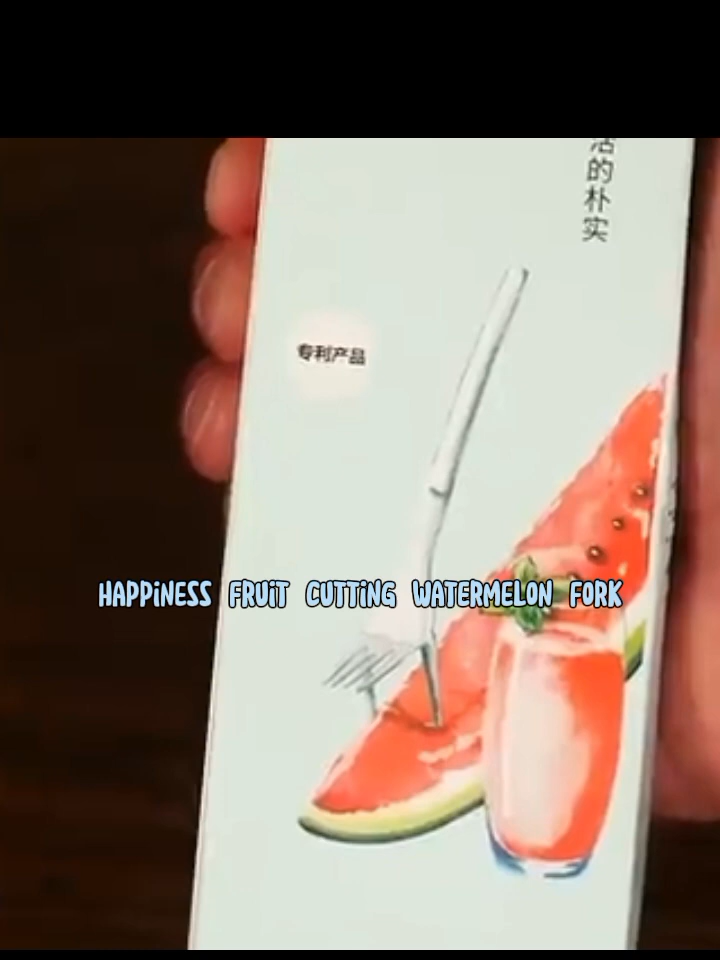 活的朴实
专利产品
HAPPINESS FRUIT CUTTING WATERMELON FORK